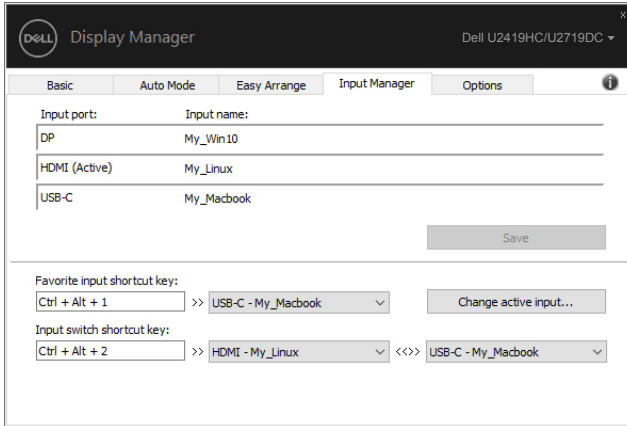 x
DELL Display Manager Dell U2419HC/U2719DC
Basic Auto Mode Easy Arrange Input Manager Options i
Input port: Input name:
DP My_Win10
HDMI (Active) My_Linux
USB-C My_Macbook
Save
Favorite input shortcut key:
Ctrl + Alt + 1 >> USB-C - My_Macbook Change active input...
Input switch shortcut key:
Ctrl + Alt + 2 >> HDMI - My_Linux <<>> USB-C - My_Macbook